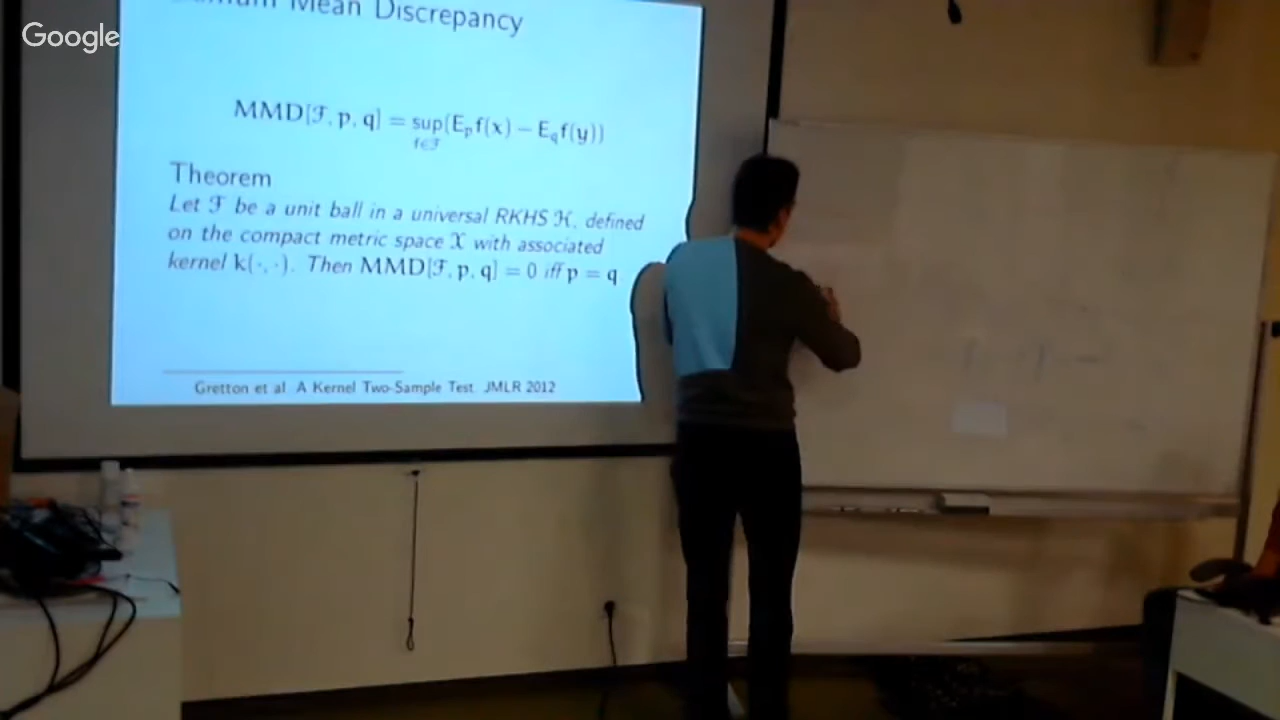 Google
Mean Discrepancy
MMD[ℱ, p, q] = sup(E_p f(x) − E_q f(y))
f∈ℱ
Theorem
Let ℱ be a unit ball in a universal RKHS ℋ, defined
on the compact metric space 𝒳 with associated
kernel k(·, ·). Then MMD[ℱ, p, q] = 0 iff p = q
Gretton et al A Kernel Two-Sample Test. JMLR 2012